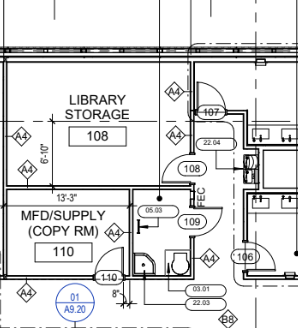 A4
107
LIBRARY
STORAGE
108
A4
A4
22.04
6'-10"
A4
108
13'-3"
FEC
05.03
MFD/SUPPLY
(COPY RM)
110
A4
109
A4
106
110
01
A9.20
A4
8"
03.01
22.03
B8